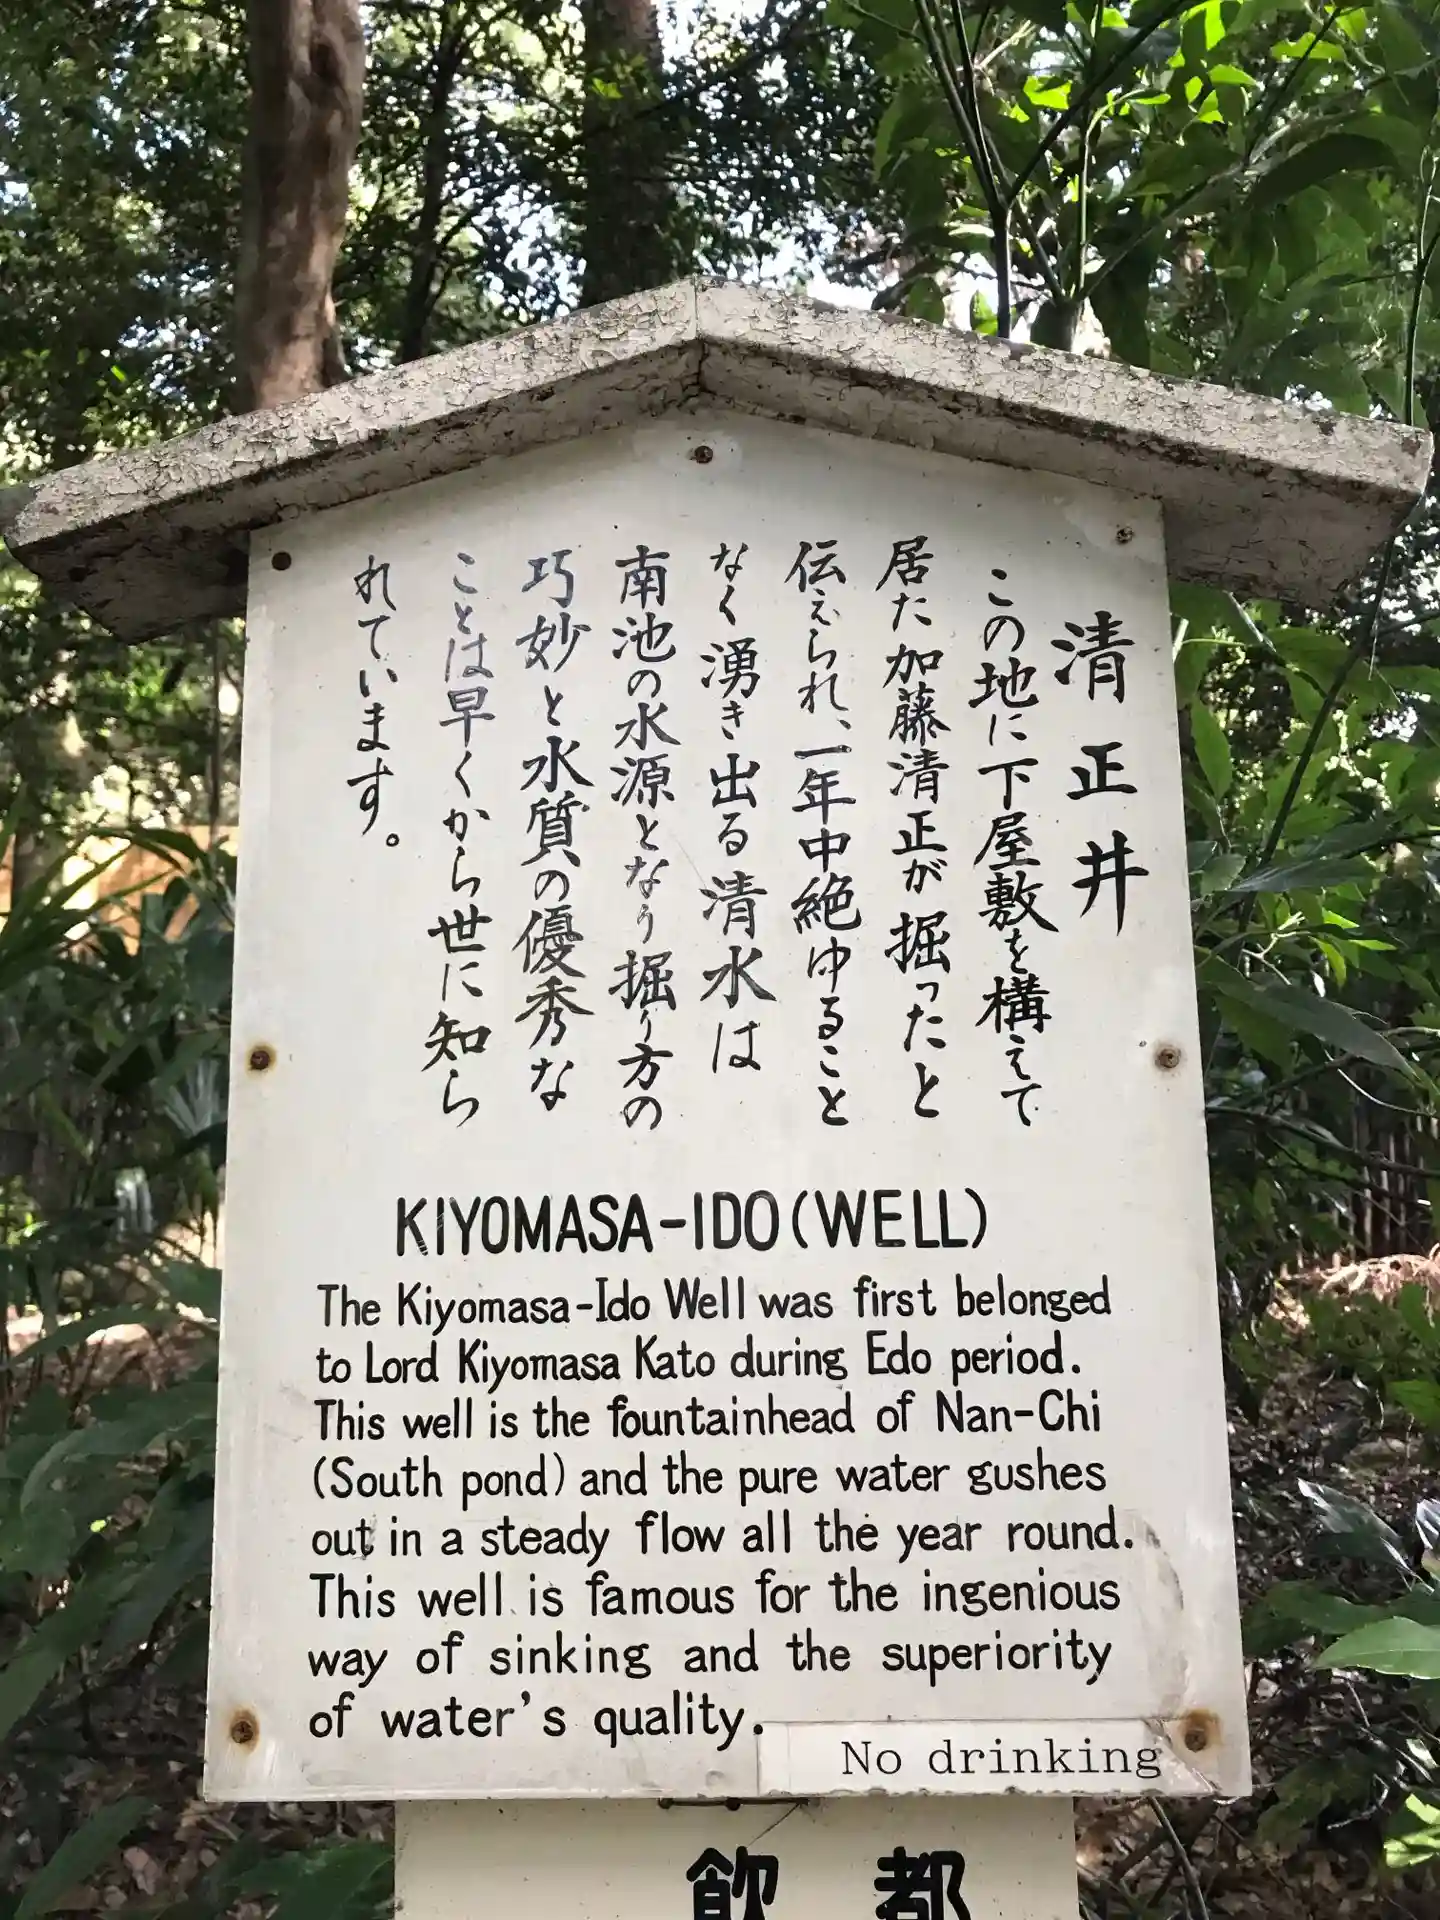 清正井
この地に下屋敷を構えて
居た加藤清正が掘ったと
伝えられ、一年中絶ゆること
なく湧き出る清水は
南池の水源となり掘り方の
巧妙と水質の優秀な
ことは早くから世に知ら
れています。
KIYOMASA-IDO(WELL)
The Kiyomasa-Ido Well was first belonged
to Lord Kiyomasa Kato during Edo period.
This well is the fountainhead of Nan-Chi
(South pond) and the pure water gushes
out in a steady flow all the year round.
This well is famous for the ingenious
way of sinking and the superiority
of water's quality.
No drinking
都
飲